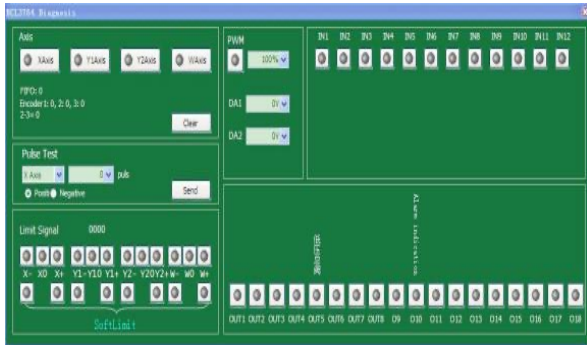 BCL3764 Diagnosis
Axis
XAxis Y1Axis Y2Axis WAxis
FIFO: 0
Encoder1: 0, 2: 0, 3: 0
2-3= 0
Clear
Pulse Test
X Axis 0 puls
Positi Negative
Send
Limit Signal 0000
X- X0 X+ Y1- Y10 Y1+ Y2- Y20 Y2+ W- W0 W+
SoftLimit
PWM
100%
DA1 0V
DA2 0V
IN1 IN2 IN3 IN4 IN5 IN6 IN7 IN8 IN9 IN10 IN11 IN12
Alarm indication
OUT1 OUT2 OUT3 OUT4 OUT5 OUT6 OUT7 OUT8 O9 O10 O11 O12 O13 O14 O15 O16 O17 O18